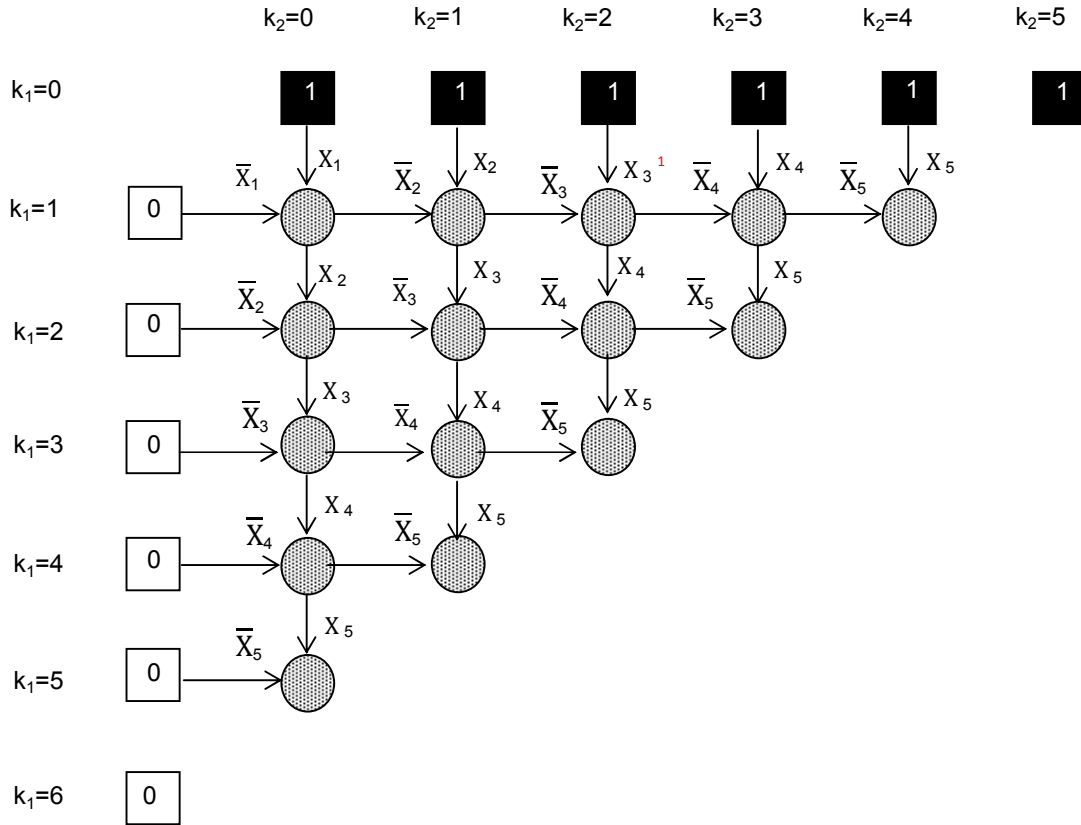 k₂=0 k₂=1 k₂=2 k₂=3 k₂=4 k₂=5
k₁=0 1 1 1 1 1 1
X̅₁ X₁ X̅₂ X₂ X̅₃ X₃ ¹ X̅₄ X₄ X̅₅ X₅
k₁=1 0
X̅₂ X₂ X̅₃ X₃ X̅₄ X₄ X̅₅ X₅
k₁=2 0
X̅₃ X₃ X̅₄ X₄ X̅₅ X₅
k₁=3 0
X̅₄ X₄ X̅₅ X₅
k₁=4 0
X̅₅ X₅
k₁=5 0
k₁=6 0